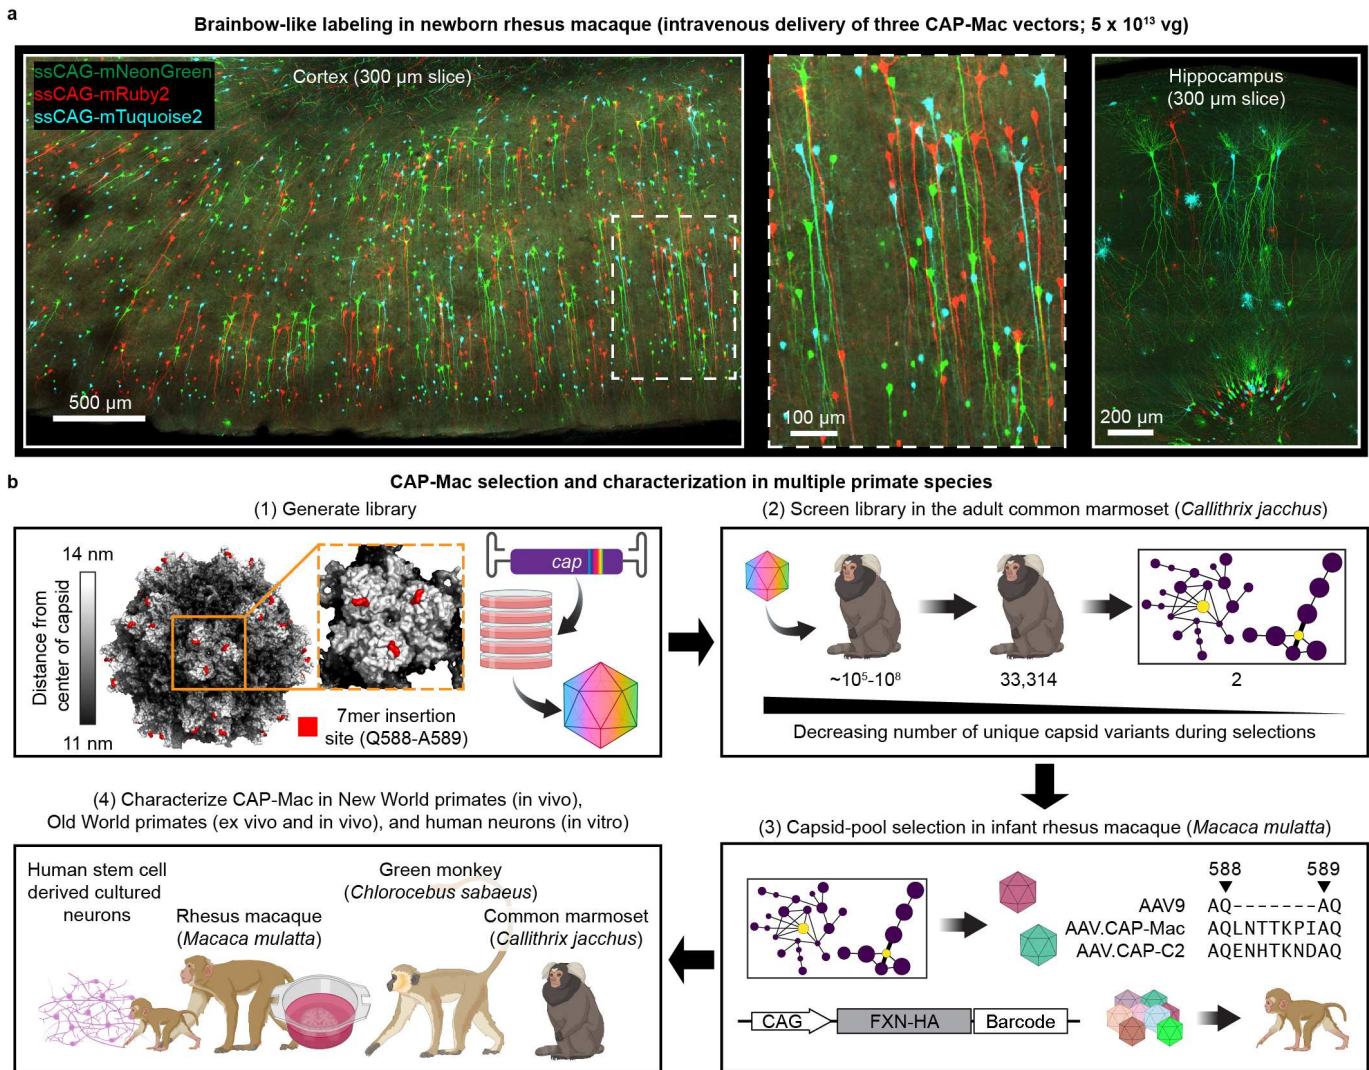 a
Brainbow-like labeling in newborn rhesus macaque (intravenous delivery of three CAP-Mac vectors; 5 x 10¹³ vg)
ssCAG-mNeonGreen
ssCAG-mRuby2
ssCAG-mTuquoise2
Cortex (300 µm slice)
500 µm
100 µm
Hippocampus
(300 µm slice)
200 µm
b
CAP-Mac selection and characterization in multiple primate species
(1) Generate library
14 nm
Distance from
center of capsid
11 nm
7mer insertion
site (Q588-A589)
cap
(2) Screen library in the adult common marmoset (Callithrix jacchus)
~10⁵-10⁸
33,314
2
Decreasing number of unique capsid variants during selections
(3) Capsid-pool selection in infant rhesus macaque (Macaca mulatta)
588 589
AAV9 AQ-------AQ
AAV.CAP-Mac AQLNTTKPIAQ
AAV.CAP-C2 AQENHTKNDAQ
CAG FXN-HA Barcode
(4) Characterize CAP-Mac in New World primates (in vivo),
Old World primates (ex vivo and in vivo), and human neurons (in vitro)
Human stem cell
derived cultured
neurons
Rhesus macaque
(Macaca mulatta)
Green monkey
(Chlorocebus sabaeus)
Common marmoset
(Callithrix jacchus)